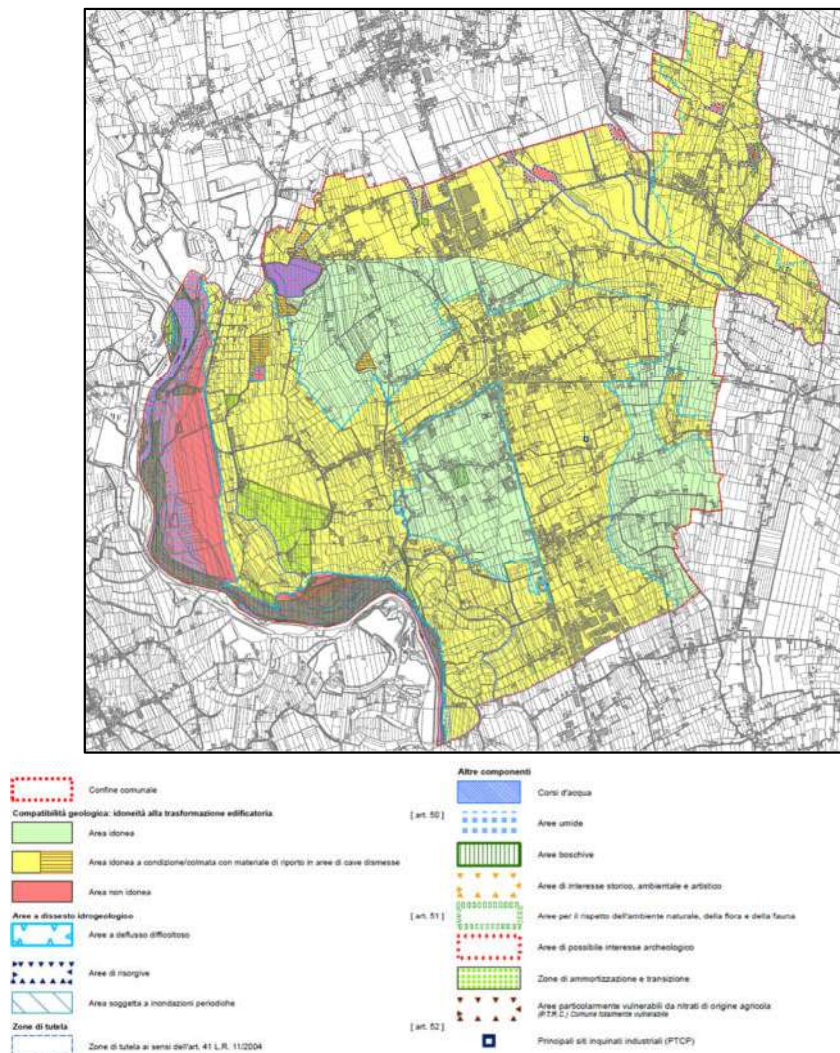 Confine comunale
Compatibilità geologica: idoneità alla trasformazione edificatoria [ art. 50 ]
Area idonea
Area idonea a condizione/colmata con materiale di riporto in aree di cave dismesse
Area non idonea
Aree a dissesto idrogeologico [ art. 51 ]
Aree a deflusso difficoltoso
Aree di risorgive
Area soggetta a inondazioni periodiche
Zone di tutela [ art. 52 ]
Zone di tutela ai sensi dell'art. 41 L.R. 11/2004
Altre componenti
Corsi d'acqua
Aree umide
Aree boschive
Aree di interesse storico, ambientale e artistico
Aree per il rispetto dell'ambiente naturale, della flora e della fauna
Aree di possibile interesse archeologico
Zone di ammortizzazione e transizione
Aree particolarmente vulnerabili da nitrati di origine agricola
(P.T.R.C.) Comune totalmente vulnerabile
Principali siti inquinati industriali (PTCP)